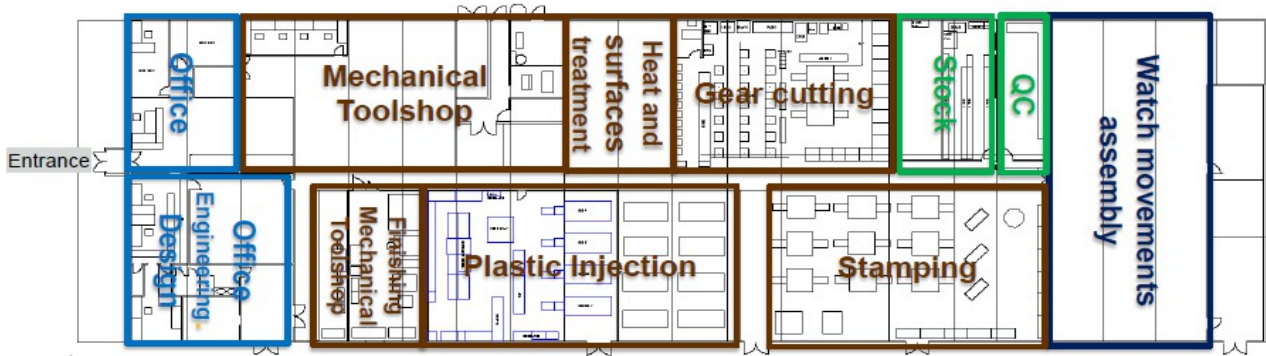 Entrance
Office
Mechanical
Toolshop
Heat and
surfaces
treatment
Gear cutting
Stock
QC
Watch movements
assembly
Office
Engineering.
Design
Finishing
Mechanical
Toolshop
Plastic Injection
Stamping